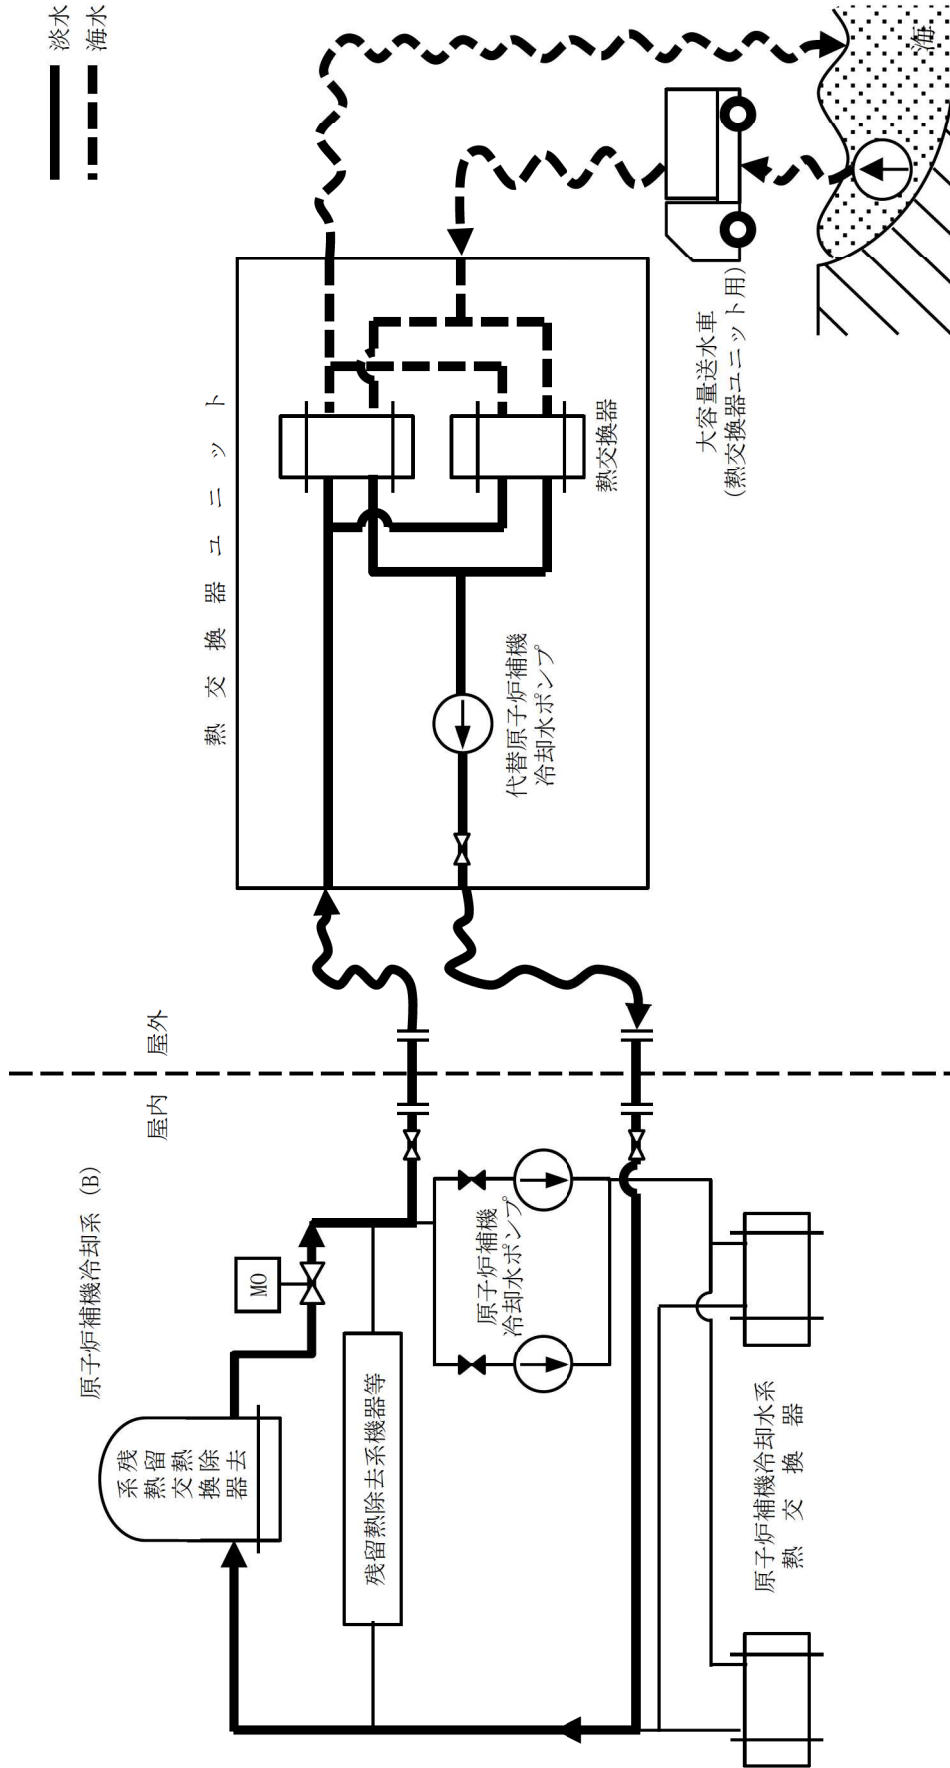 淡水
海水
海
熱交換器ユニット
熱交換器
大容量送水車
(熱交換器ユニット用)
代替原子炉補機
冷却水ポンプ
屋外
屋内
原子炉補機冷却系 (B)
MO
残留熱除去
系熱交換器
残留熱除去系機器等
原子炉補機
冷却水ポンプ
原子炉補機冷却水系
熱交換器